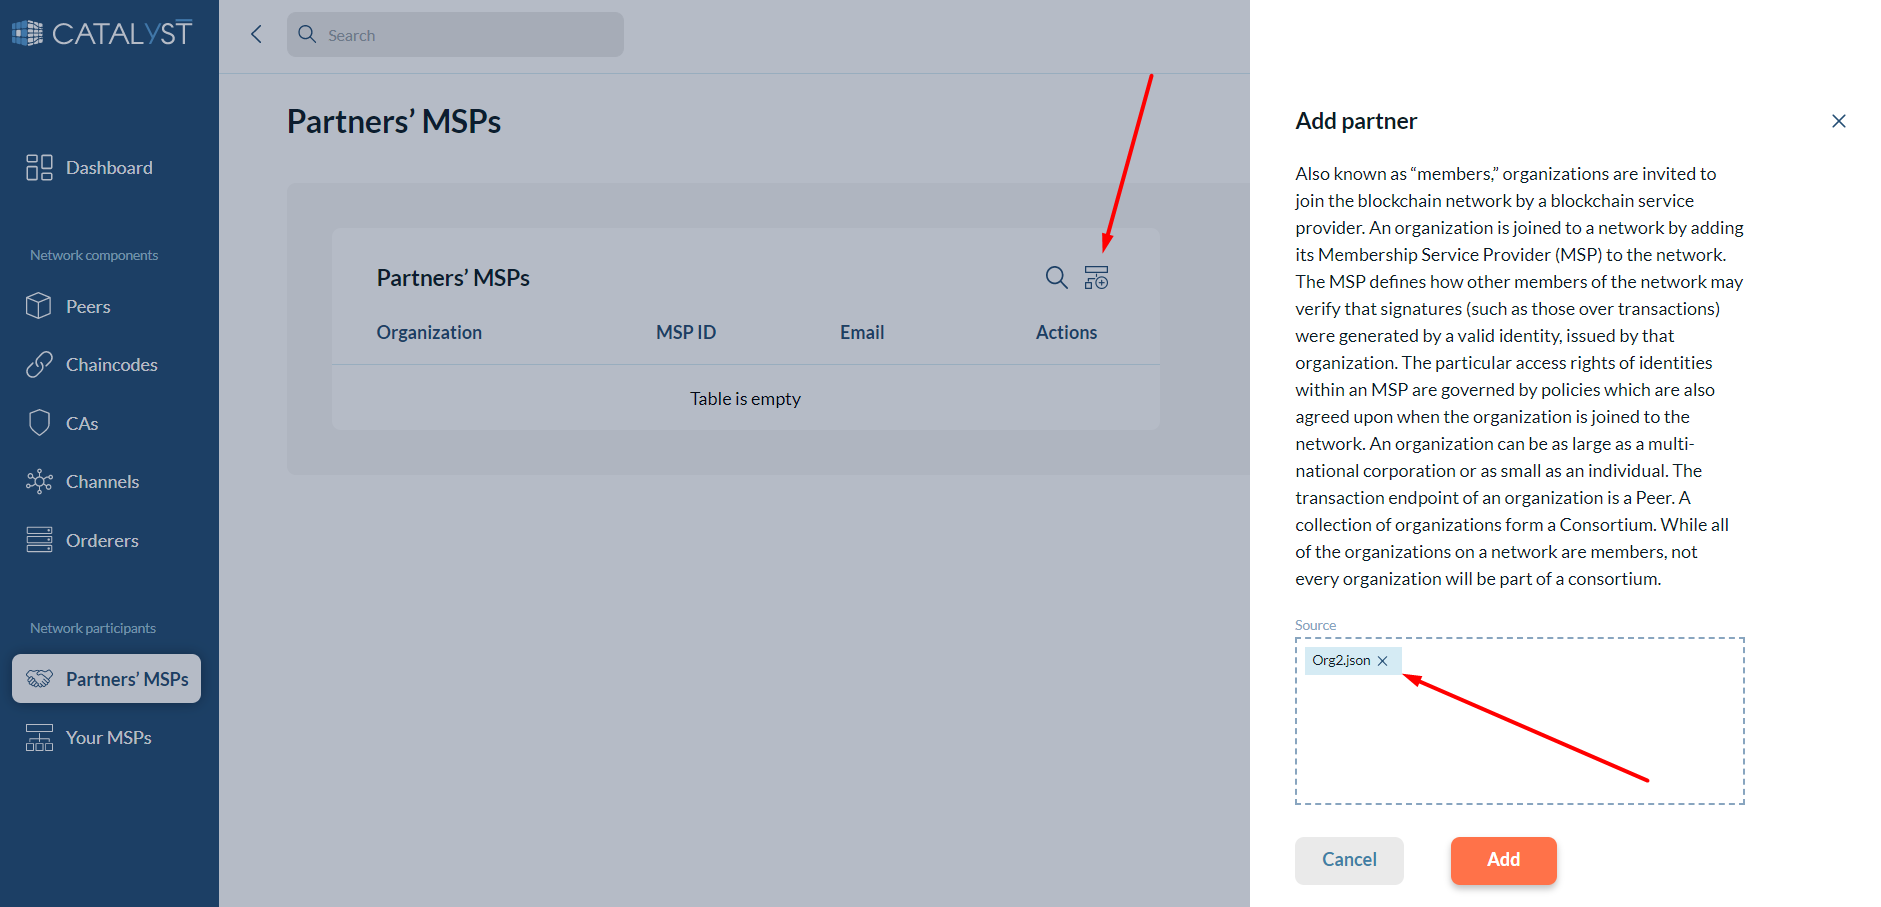 CATALYST
Search
Dashboard
Network components
Peers
Chaincodes
CAs
Channels
Orderers
Network participants
Partners’ MSPs
Your MSPs
Partners’ MSPs
Partners’ MSPs
Organization MSP ID Email Actions
Table is empty
Add partner
Also known as “members,” organizations are invited to
join the blockchain network by a blockchain service
provider. An organization is joined to a network by adding
its Membership Service Provider (MSP) to the network.
The MSP defines how other members of the network may
verify that signatures (such as those over transactions)
were generated by a valid identity, issued by that
organization. The particular access rights of identities
within an MSP are governed by policies which are also
agreed upon when the organization is joined to the
network. An organization can be as large as a multi-
national corporation or as small as an individual. The
transaction endpoint of an organization is a Peer. A
collection of organizations form a Consortium. While all
of the organizations on a network are members, not
every organization will be part of a consortium.
Source
Org2.json
Cancel
Add